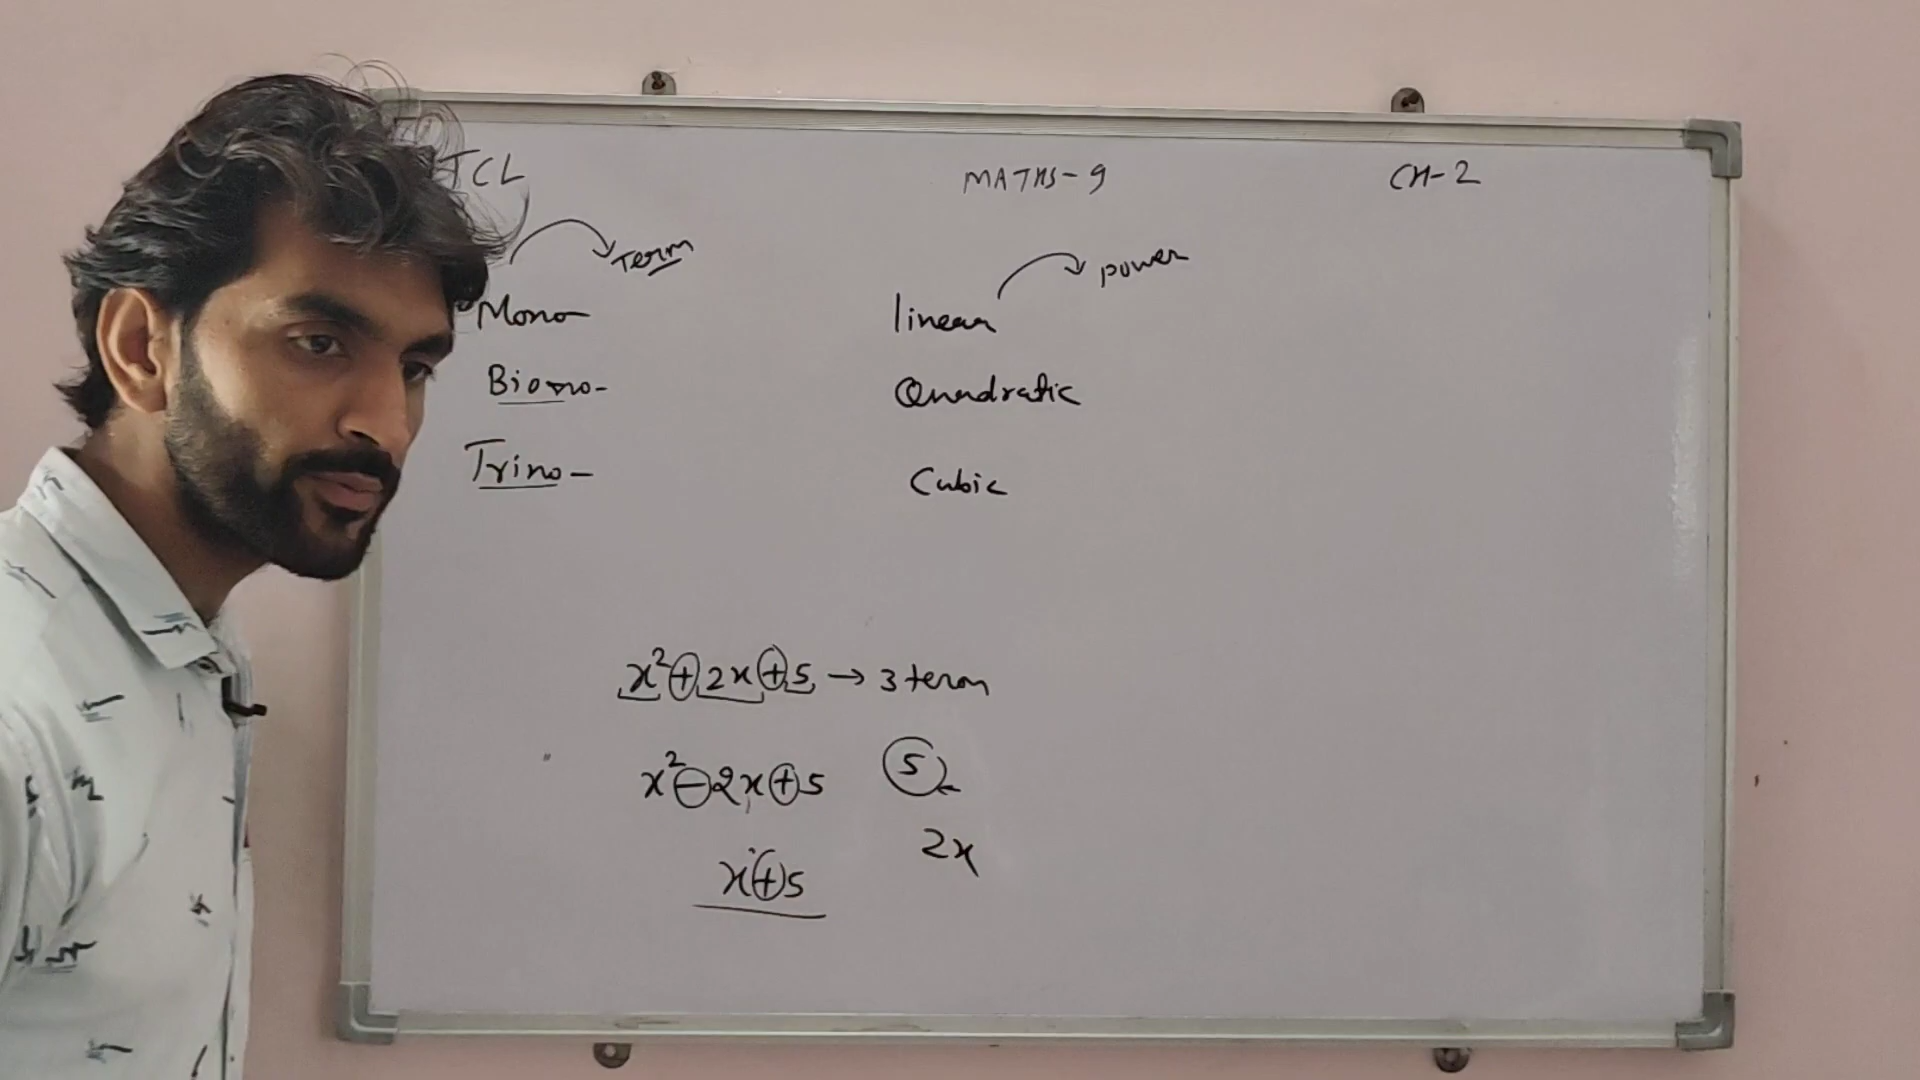 TCL MATHS-9 CH-2
Term
power
Mono-
linear
Biomo-
Quadratic
Trino-
Cubic
x²+2x+5 → 3 term
x²-2x+5
5
2x
x+5